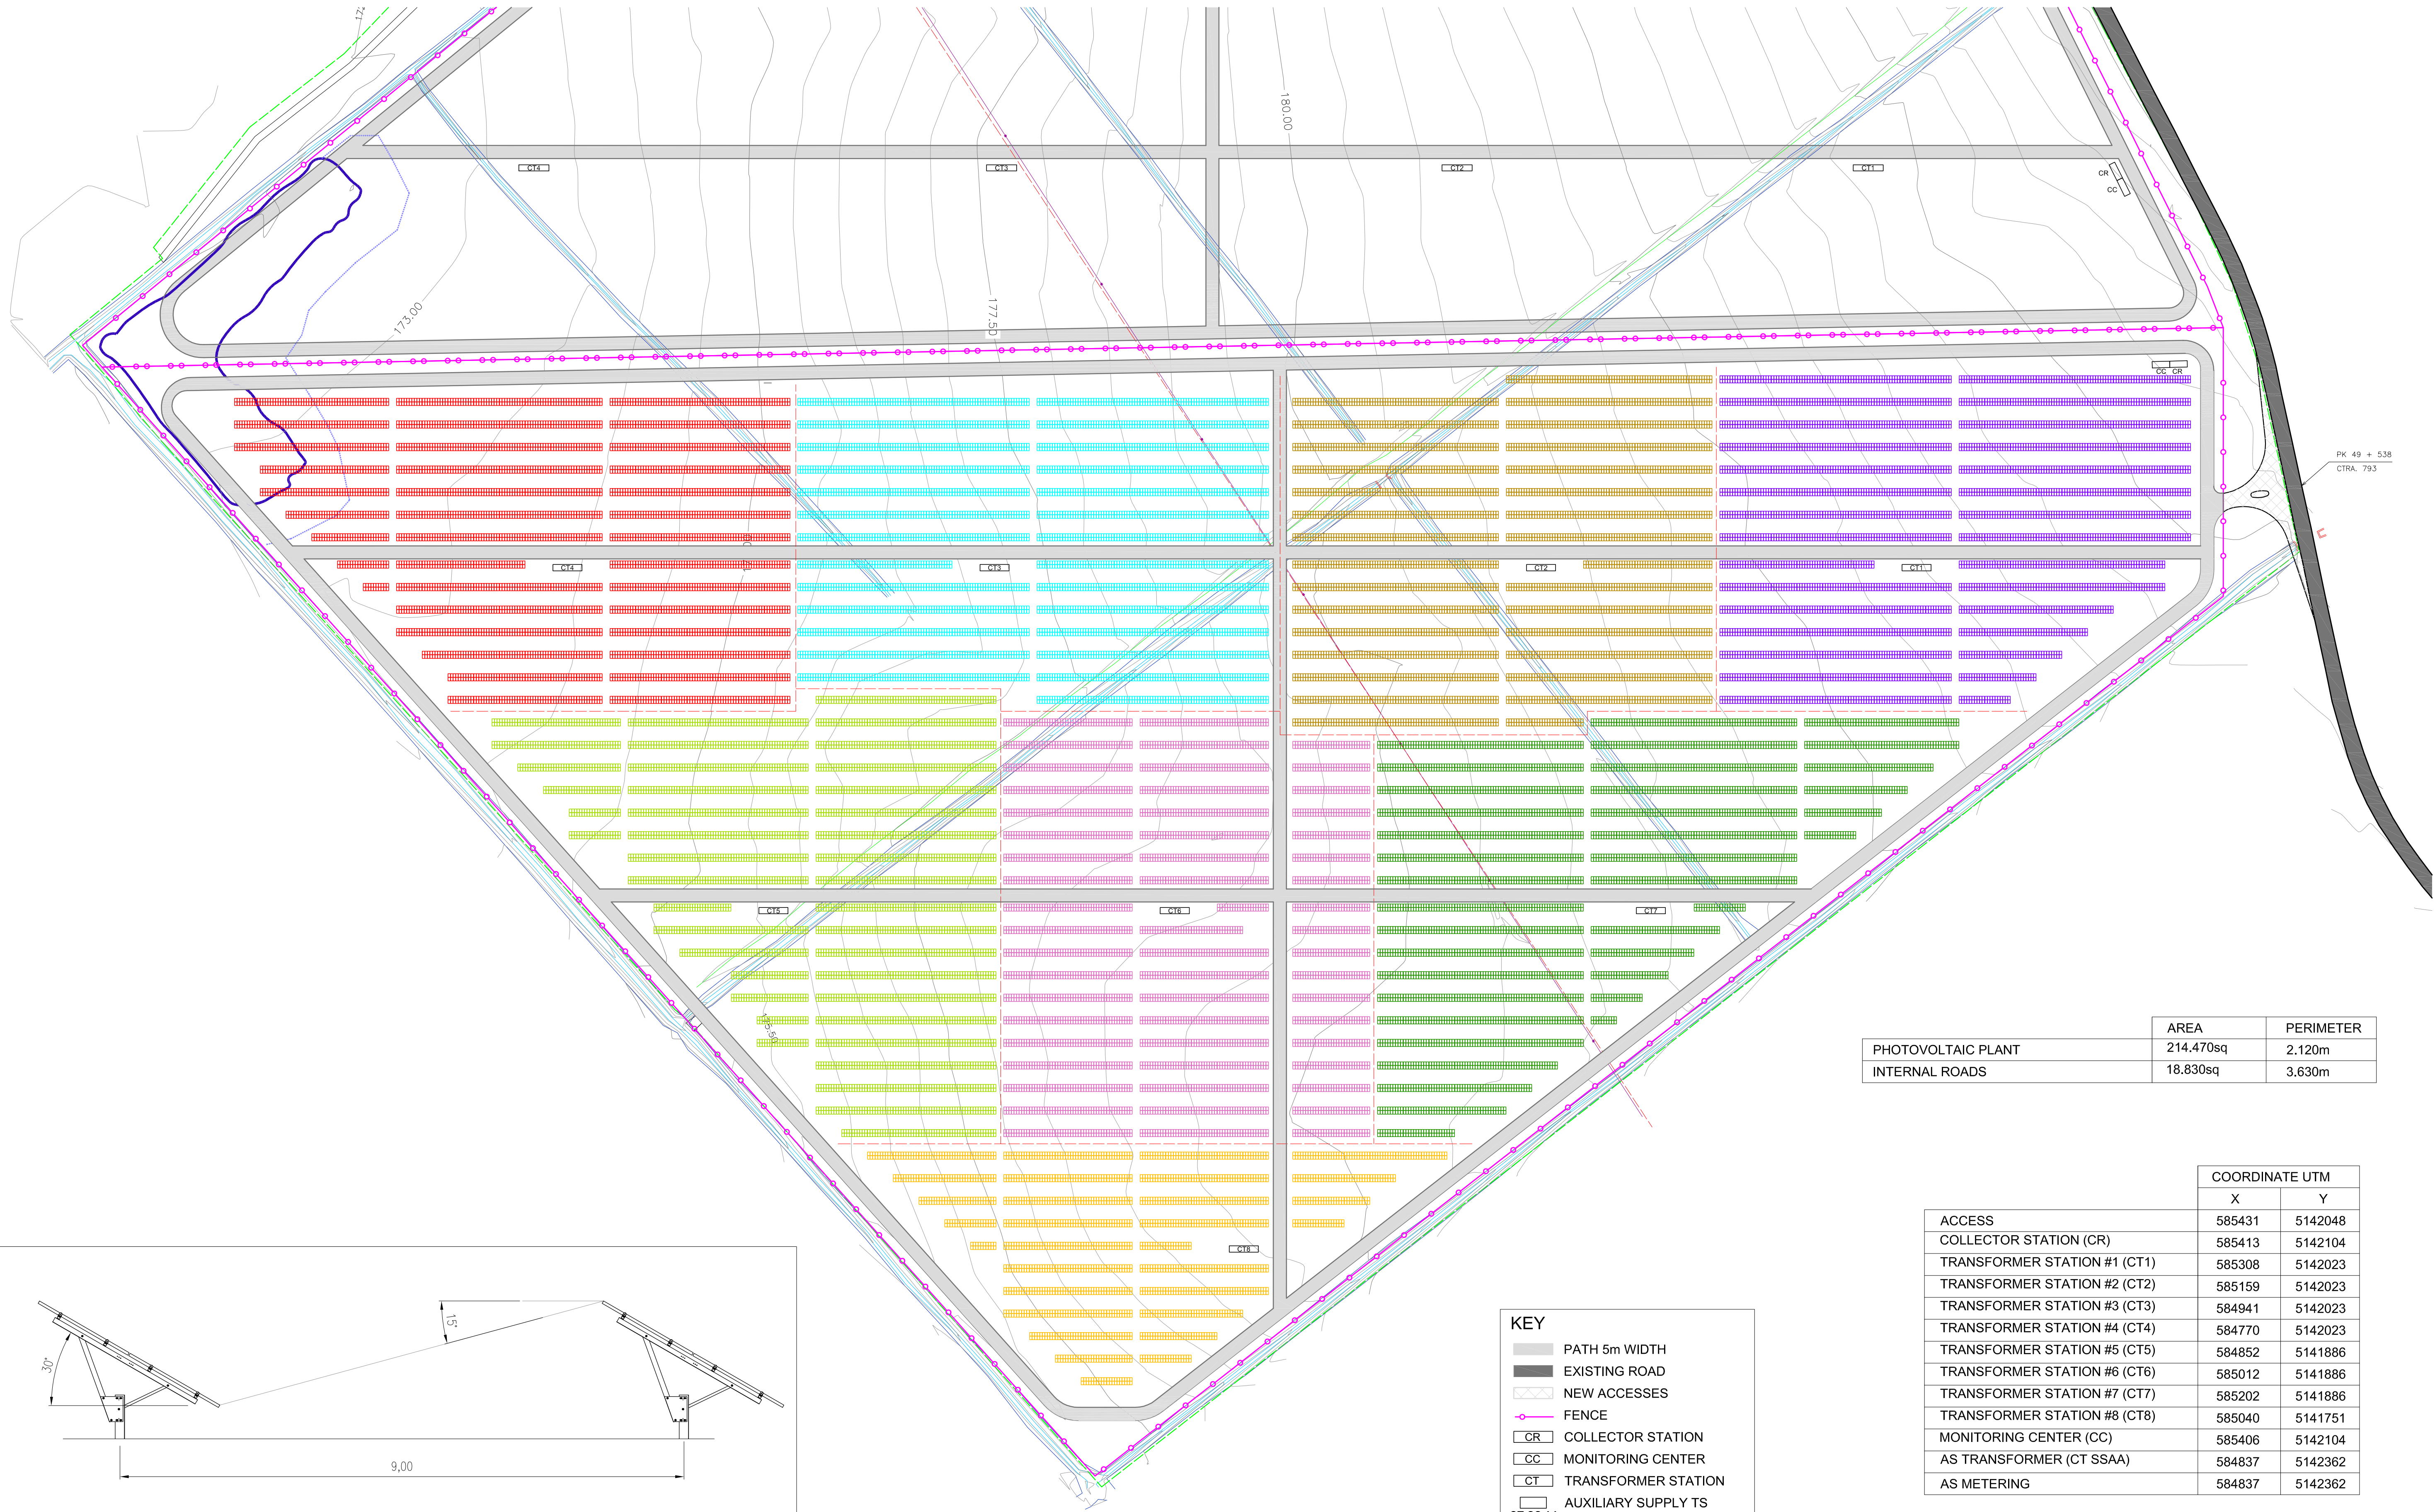 172
180.00
CT4
CT3
CT2
CT1
CR
CC
173.00
177.50
CC CR
PK 49 + 538
CTRA. 793
CT4
CT3
CT2
CT1
CT5
CT6
CT7
175.50
CT8
AREA PERIMETER
PHOTOVOLTAIC PLANT 214.470sq 2.120m
INTERNAL ROADS 18.830sq 3,630m
COORDINATE UTM
X Y
ACCESS 585431 5142048
COLLECTOR STATION (CR) 585413 5142104
TRANSFORMER STATION #1 (CT1) 585308 5142023
TRANSFORMER STATION #2 (CT2) 585159 5142023
TRANSFORMER STATION #3 (CT3) 584941 5142023
TRANSFORMER STATION #4 (CT4) 584770 5142023
TRANSFORMER STATION #5 (CT5) 584852 5141886
TRANSFORMER STATION #6 (CT6) 585012 5141886
TRANSFORMER STATION #7 (CT7) 585202 5141886
TRANSFORMER STATION #8 (CT8) 585040 5141751
MONITORING CENTER (CC) 585406 5142104
AS TRANSFORMER (CT SSAA) 584837 5142362
AS METERING 584837 5142362
30°
15°
9,00
KEY
PATH 5m WIDTH
EXISTING ROAD
NEW ACCESSES
FENCE
CR COLLECTOR STATION
CC MONITORING CENTER
CT TRANSFORMER STATION
AUXILIARY SUPPLY TS